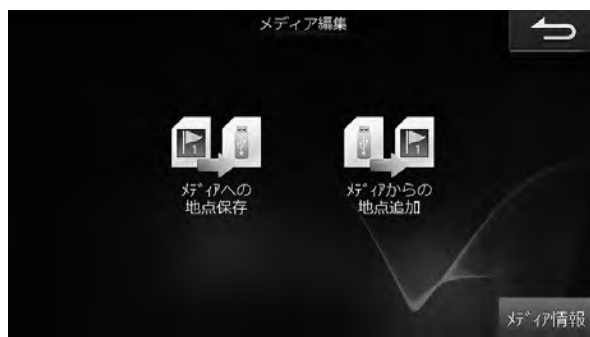 メディア編集
ﾒﾃﾞｨｱへの
地点保存
ﾒﾃﾞｨｱからの
地点追加
ﾒﾃﾞｨｱ情報